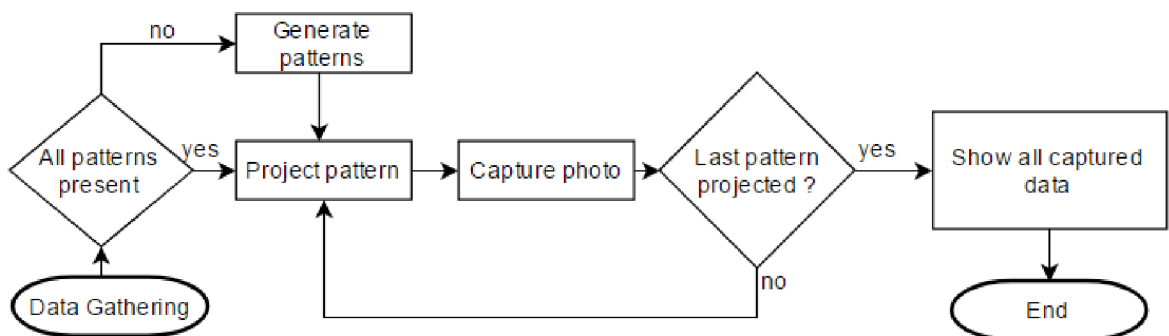 no
Generate
patterns
All patterns
present
yes
Project pattern
Capture photo
Last pattern
projected ?
yes
Show all captured
data
no
Data Gathering
End